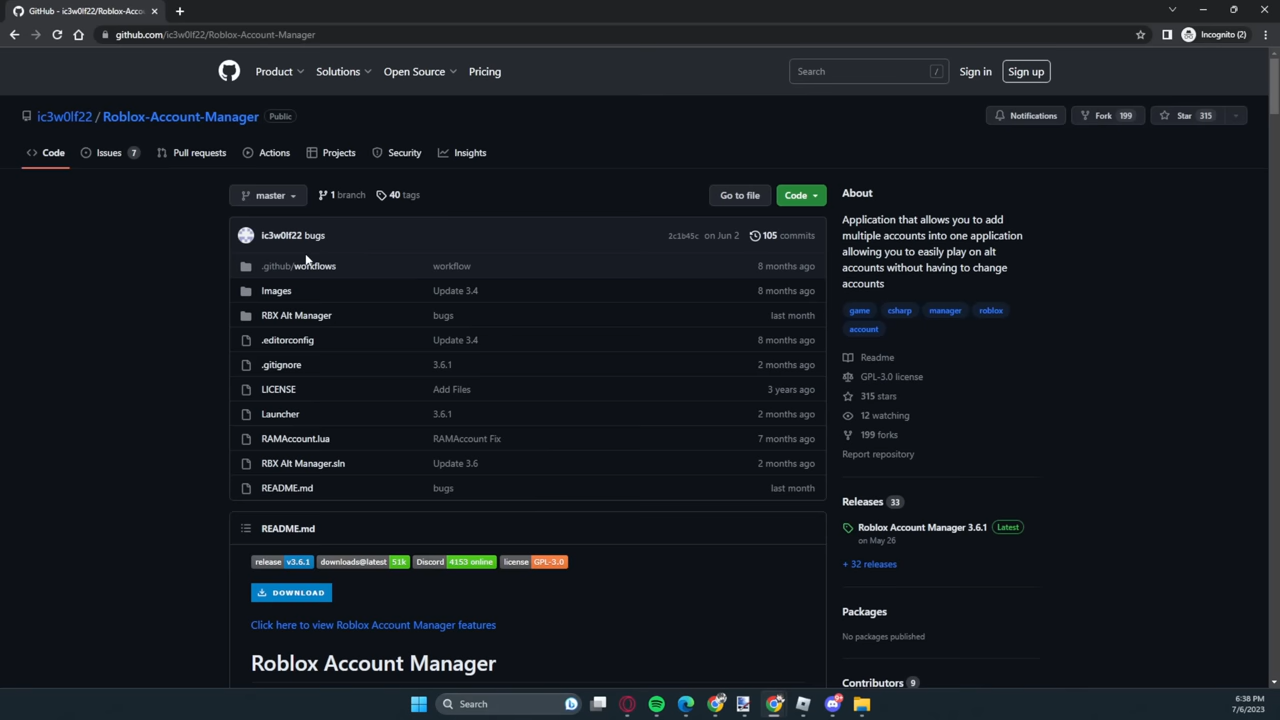 GitHub - ic3w0lf22/Roblox-Acco
github.com/ic3w0lf22/Roblox-Account-Manager
Incognito (2)
Product
Solutions
Open Source
Pricing
Search
/
Sign in
Sign up
ic3w0lf22 / Roblox-Account-Manager
Public
Notifications
Fork 199
Star 315
Code
Issues 7
Pull requests
Actions
Projects
Security
Insights
master
1 branch
40 tags
Go to file
Code
ic3w0lf22 bugs
2c1b45c on Jun 2
105 commits
.github/workflows workflow 8 months ago
Images Update 3.4 8 months ago
RBX Alt Manager bugs last month
.editorconfig Update 3.4 8 months ago
.gitignore 3.6.1 2 months ago
LICENSE Add Files 3 years ago
Launcher 3.6.1 2 months ago
RAMAccount.lua RAMAccount Fix 7 months ago
RBX Alt Manager.sln Update 3.6 2 months ago
README.md bugs last month
README.md
release v3.6.1 downloads@latest 51k Discord 4153 online license GPL-3.0
DOWNLOAD
Click here to view Roblox Account Manager features
Roblox Account Manager
About
Application that allows you to add
multiple accounts into one application
allowing you to easily play on alt
accounts without having to change
accounts
game csharp manager roblox
account
Readme
GPL-3.0 license
315 stars
12 watching
199 forks
Report repository
Releases 33
Roblox Account Manager 3.6.1 Latest
on May 26
+ 32 releases
Packages
No packages published
Contributors 9
Search
6:38 PM
7/6/2023